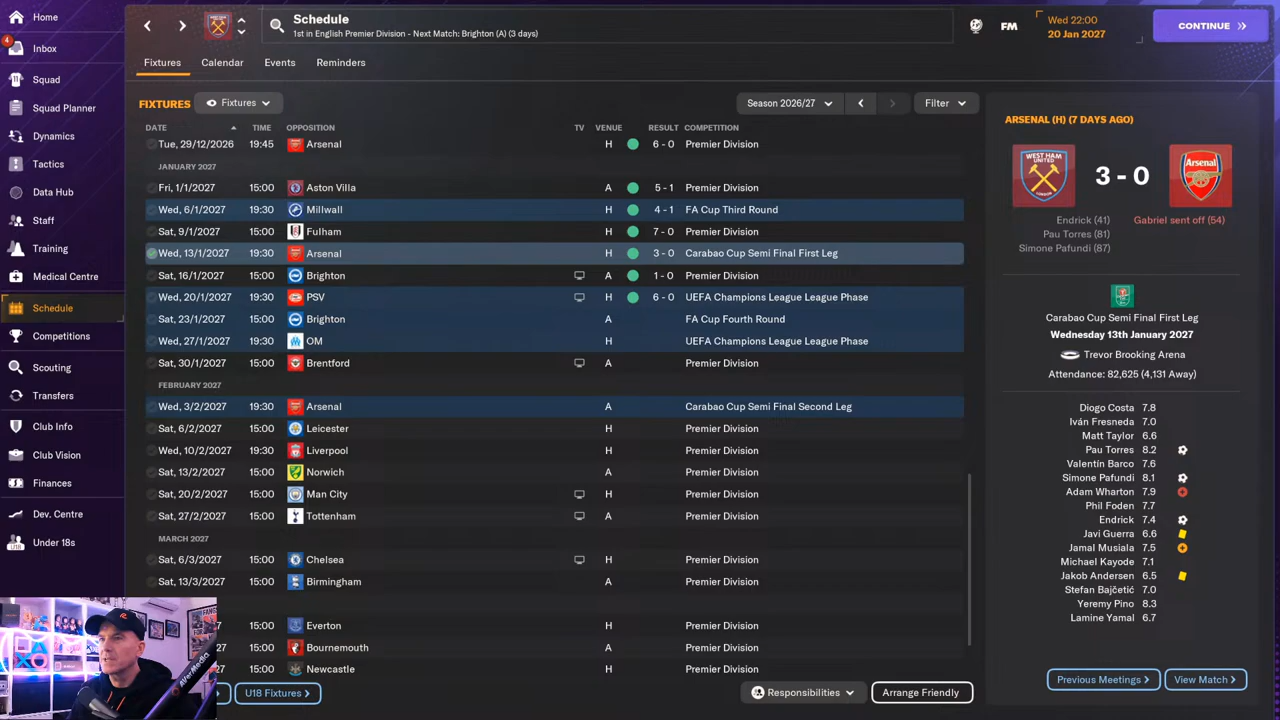 Home
4
Inbox
Squad
Squad Planner
Dynamics
Tactics
Data Hub
Staff
Training
Medical Centre
Schedule
Competitions
Scouting
Transfers
Club Info
Club Vision
Finances
Dev. Centre
U18
Under 18s
Schedule
1st in English Premier Division - Next Match: Brighton (A) (3 days)
FM
Wed 22:00
20 Jan 2027
CONTINUE
Fixtures
Calendar
Events
Reminders
FIXTURES
Fixtures
Season 2026/27
Filter
DATE TIME OPPOSITION TV VENUE RESULT COMPETITION
Tue, 29/12/2026 19:45 Arsenal H 6 - 0 Premier Division
JANUARY 2027
Fri, 1/1/2027 15:00 Aston Villa A 5 - 1 Premier Division
Wed, 6/1/2027 19:30 Millwall H 4 - 1 FA Cup Third Round
Sat, 9/1/2027 15:00 Fulham H 7 - 0 Premier Division
Wed, 13/1/2027 19:30 Arsenal H 3 - 0 Carabao Cup Semi Final First Leg
Sat, 16/1/2027 15:00 Brighton A 1 - 0 Premier Division
Wed, 20/1/2027 19:30 PSV H 6 - 0 UEFA Champions League League Phase
Sat, 23/1/2027 15:00 Brighton A FA Cup Fourth Round
Wed, 27/1/2027 19:30 OM H UEFA Champions League League Phase
Sat, 30/1/2027 15:00 Brentford A Premier Division
FEBRUARY 2027
Wed, 3/2/2027 19:30 Arsenal A Carabao Cup Semi Final Second Leg
Sat, 6/2/2027 15:00 Leicester H Premier Division
Wed, 10/2/2027 19:30 Liverpool H Premier Division
Sat, 13/2/2027 15:00 Norwich A Premier Division
Sat, 20/2/2027 15:00 Man City H Premier Division
Sat, 27/2/2027 15:00 Tottenham A Premier Division
MARCH 2027
Sat, 6/3/2027 15:00 Chelsea H Premier Division
Sat, 13/3/2027 15:00 Birmingham A Premier Division
15:00 Everton H Premier Division
15:00 Bournemouth A Premier Division
15:00 Newcastle H Premier Division
U18 Fixtures
Responsibilities
Arrange Friendly
ARSENAL (H) (7 DAYS AGO)
WEST HAM
UNITED
LONDON
3 - 0
Arsenal
Endrick (41)
Pau Torres (81)
Simone Pafundi (87)
Gabriel sent off (54)
Carabao Cup Semi Final First Leg
Wednesday 13th January 2027
Trevor Brooking Arena
Attendance: 82,625 (4,131 Away)
Diogo Costa 7.8
Iván Fresneda 7.0
Matt Taylor 6.6
Pau Torres 8.2
Valentín Barco 7.6
Simone Pafundi 8.1
Adam Wharton 7.9
Phil Foden 7.7
Endrick 7.4
Javi Guerra 6.6
Jamal Musiala 7.5
Michael Kayode 7.1
Jakob Andersen 6.5
Stefan Bajčetić 7.0
Yeremy Pino 8.3
Lamine Yamal 6.7
Previous Meetings
View Match